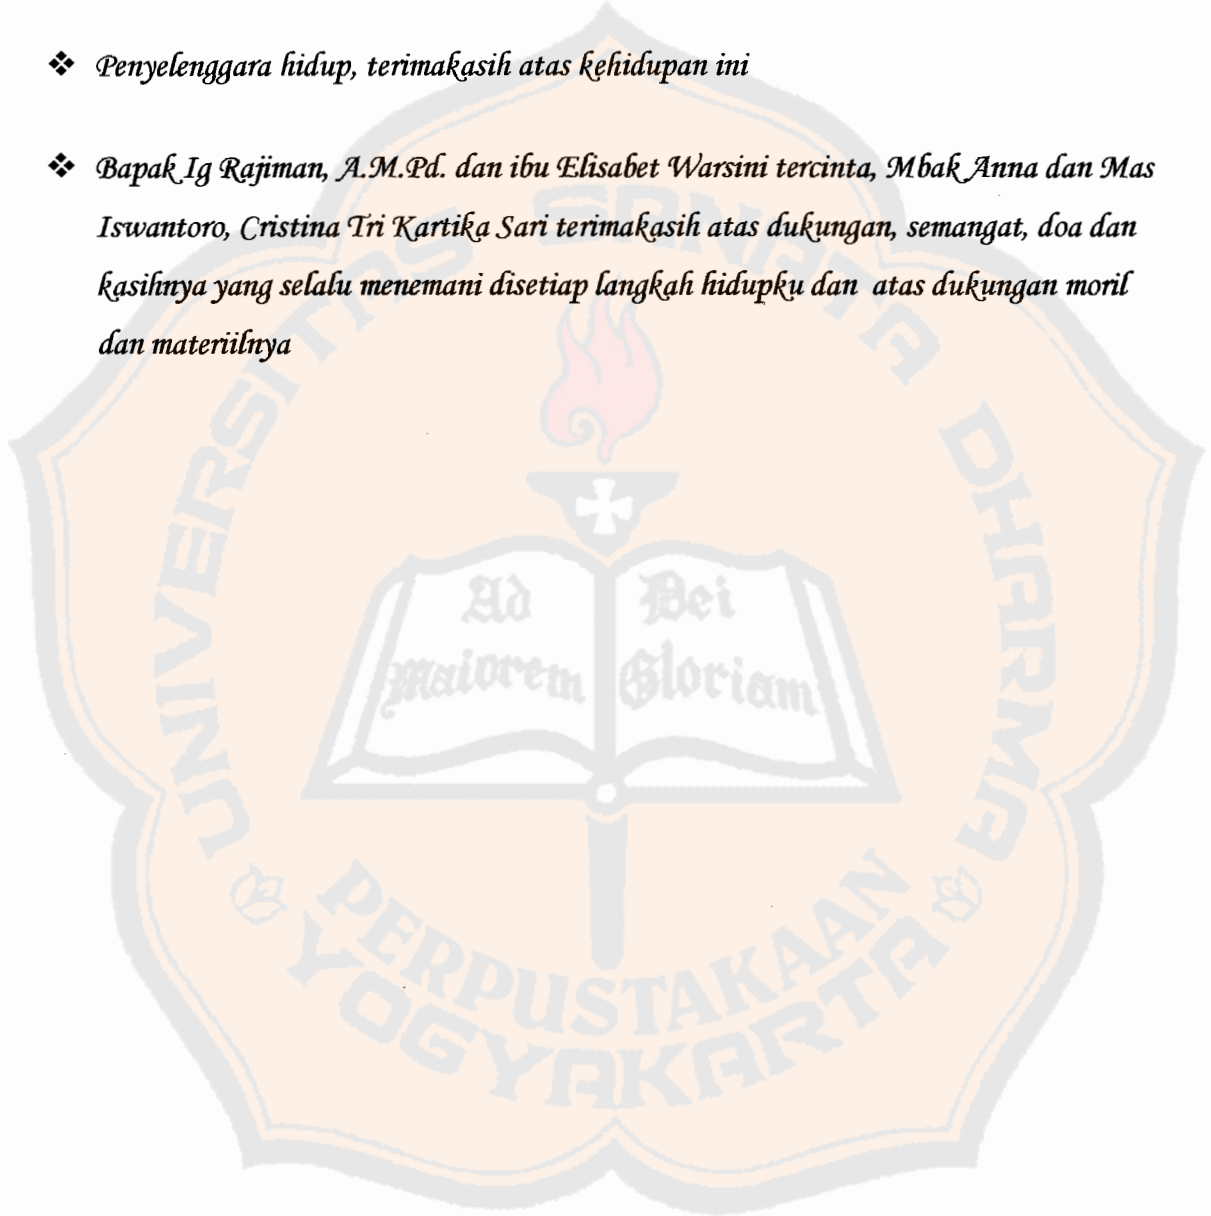 ❖ Penyelenggara hidup, terimakasih atas kehidupan ini
❖ Bapak Ig Rajiman, A.M.Pd. dan ibu Elisabet Warsini tercinta, Mbak Anna dan Mas
Iswantoro, Cristina Tri Kartika Sari terimakasih atas dukungan, semangat, doa dan
kasihnya yang selalu menemani disetiap langkah hidupku dan atas dukungan moril
dan materiilnya
UNIVERSITAS SANATA DHARMA
Ad Dei
maiorem Gloriam
PERPUSTAKAAN
YOGYAKARTA